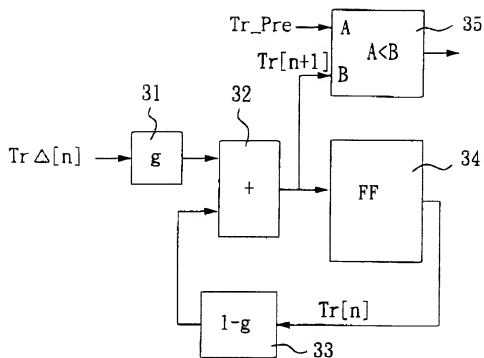 Tr_Pre
A
A<B
35
Tr[n+1]
B
31
32
Tr△[n]
g
+
FF
34
1-g
Tr[n]
33